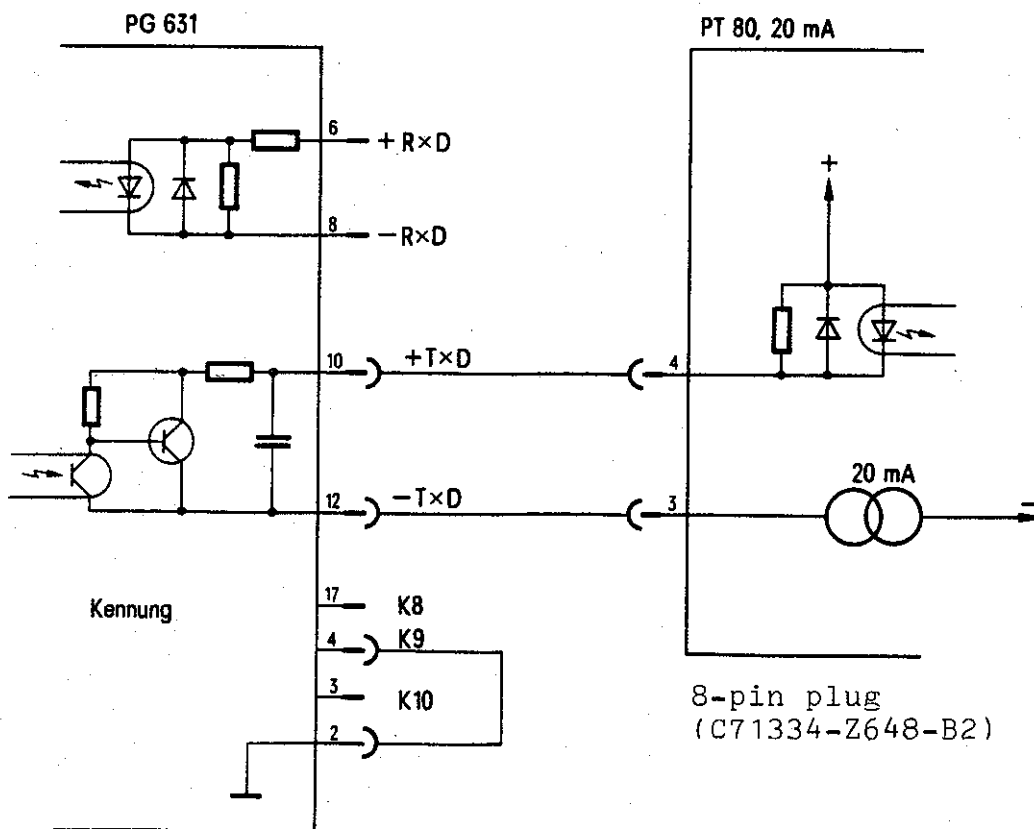 PG 631
PT 80, 20 mA
6
+ R×D
8
− R×D
+
10
+T×D
4
12
−T×D
3
20 mA
−
Kennung
17
K8
4
K9
3
K10
2
8-pin plug
(C71334-Z648-B2)